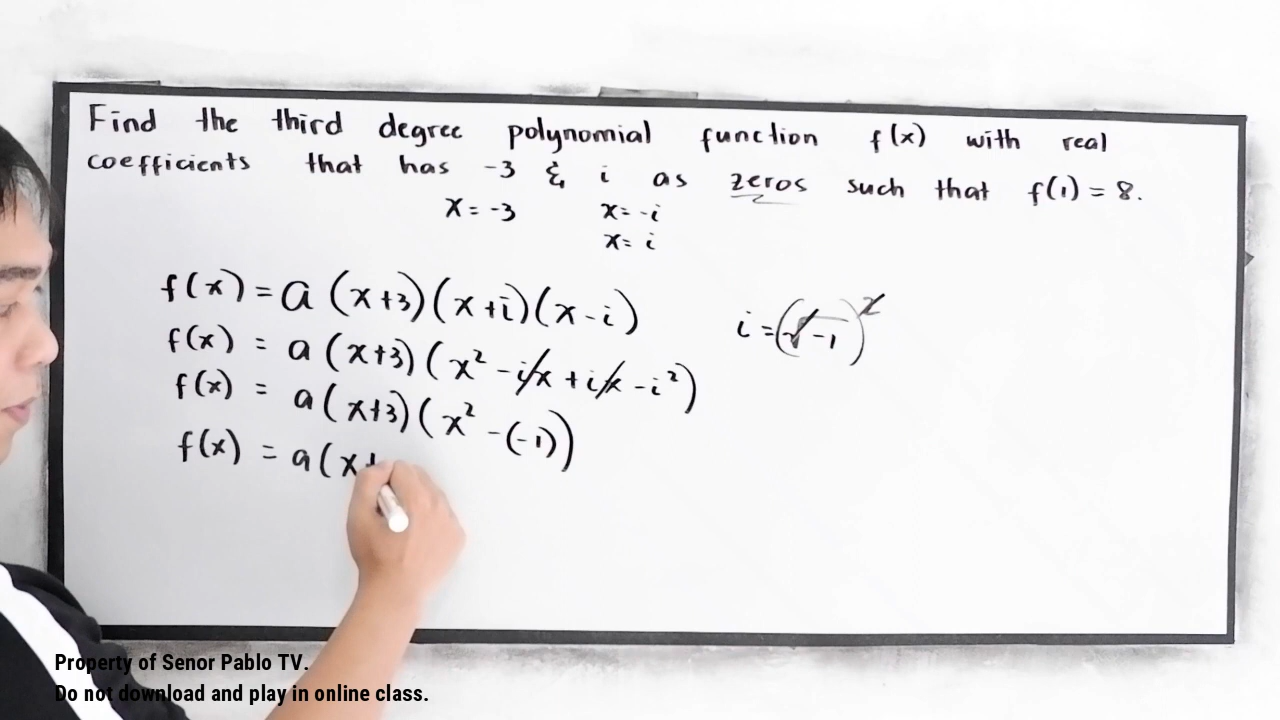 Find the third degree polynomial function f(x) with real
coefficients that has -3 & i as zeros such that f(1) = 8.
x = -3 x = -i
x = i
f(x) = a (x+3)(x+i)(x-i)
i = (√-1)²
f(x) = a (x+3)(x² - ix + ix - i²)
f(x) = a(x+3)(x² - (-1))
f(x) = a(x+
Property of Senor Pablo TV.
Do not download and play in online class.